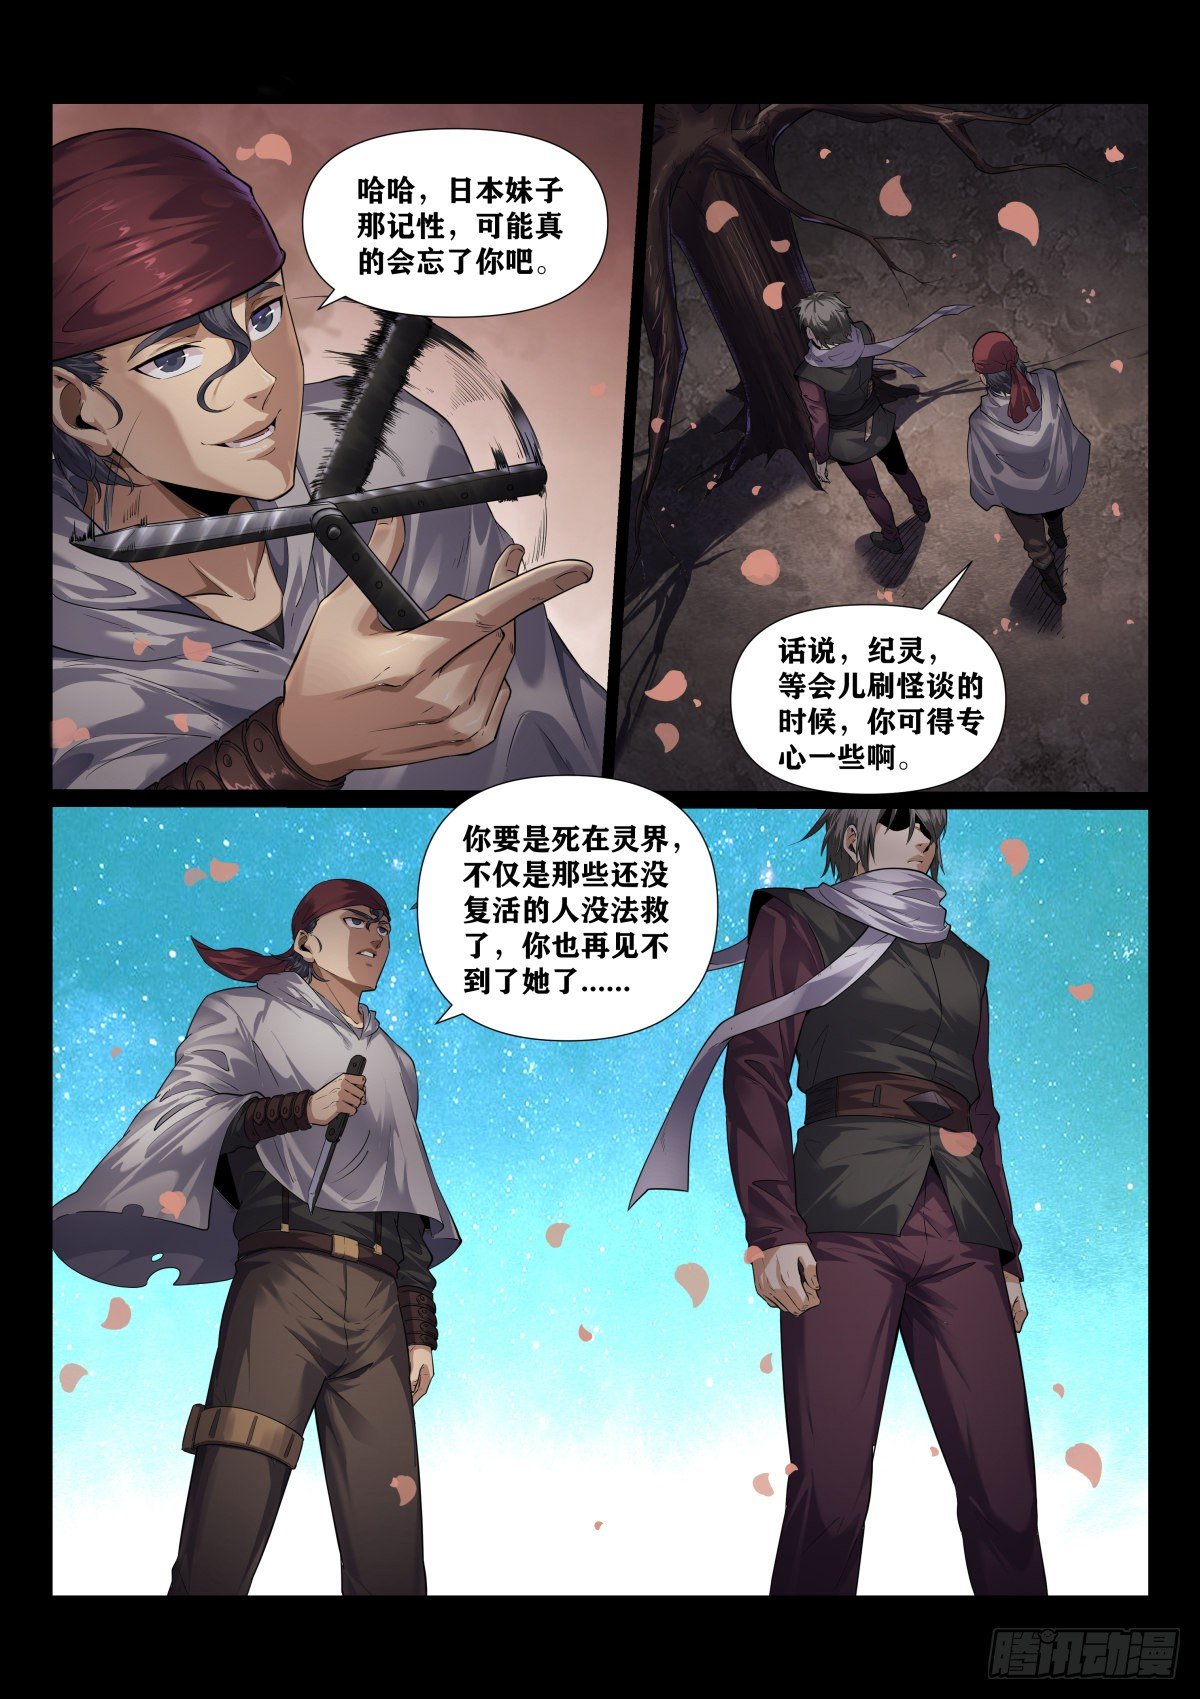 哈哈，日本妹子
那记性，可能真
的会忘了你吧。
话说，纪灵，
等会儿刷怪谈的
时候，你可得专
心一些啊。
你要是死在灵界，
不仅是那些还没
复活的人没法救
了，你也再见不
到了她了……
腾讯动漫